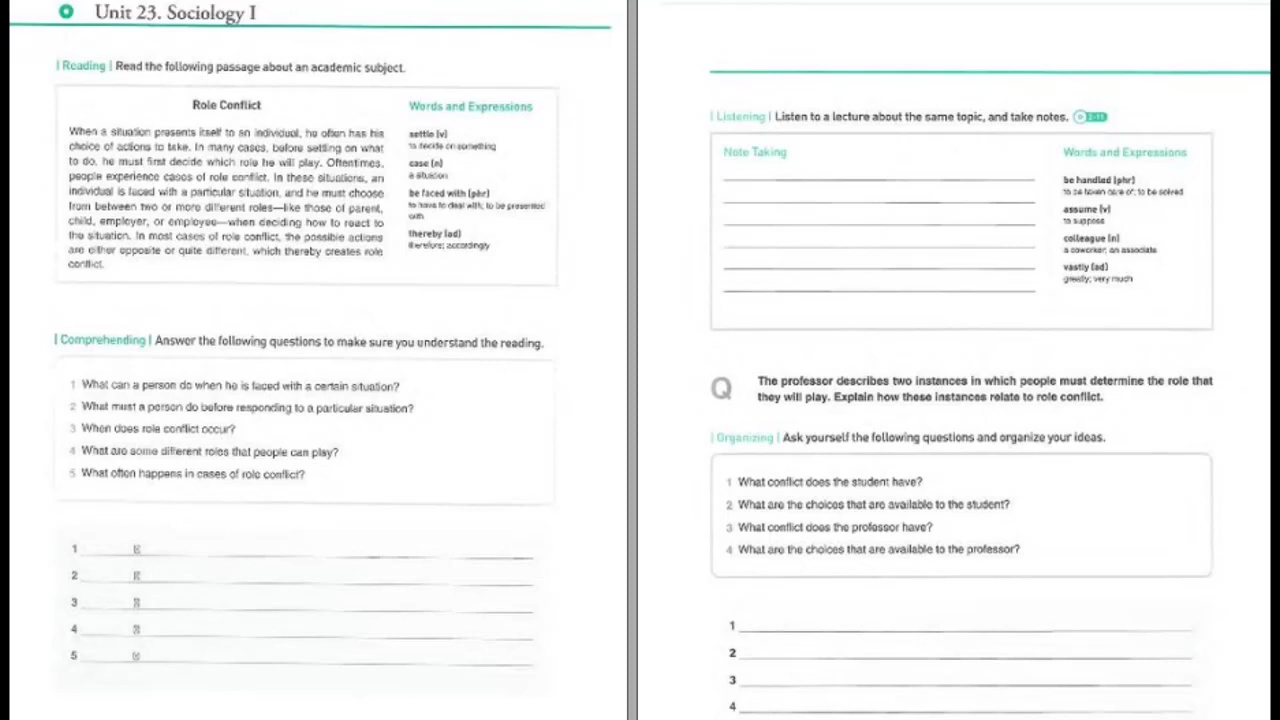 Unit 23. Sociology I
| Reading | Read the following passage about an academic subject.
Role Conflict
When a situation presents itself to an individual, he often has his
choice of actions to take. In many cases, before settling on what
to do, he must first decide which role he will play. Oftentimes,
people experience cases of role conflict. In these situations, an
individual is faced with a particular situation, and he must choose
from between two or more different roles—like those of parent,
child, employer, or employee—when deciding how to react to
the situation. In most cases of role conflict, the possible actions
are either opposite or quite different, which thereby creates role
conflict.
Words and Expressions
settle [v]
to decide on something
case [n]
a situation
be faced with [phr]
to have to deal with; to be presented
with
thereby [ad]
therefore; accordingly
| Comprehending | Answer the following questions to make sure you understand the reading.
1 What can a person do when he is faced with a certain situation?
2 What must a person do before responding to a particular situation?
3 When does role conflict occur?
4 What are some different roles that people can play?
5 What often happens in cases of role conflict?
1
2
3
4
5
| Listening | Listen to a lecture about the same topic, and take notes.
Note Taking
Words and Expressions
be handled [phr]
to be taken care of; to be solved
assume [v]
to suppose
colleague [n]
a coworker; an associate
vastly [ad]
greatly; very much
Q The professor describes two instances in which people must determine the role that
they will play. Explain how these instances relate to role conflict.
| Organizing | Ask yourself the following questions and organize your ideas.
1 What conflict does the student have?
2 What are the choices that are available to the student?
3 What conflict does the professor have?
4 What are the choices that are available to the professor?
1
2
3
4